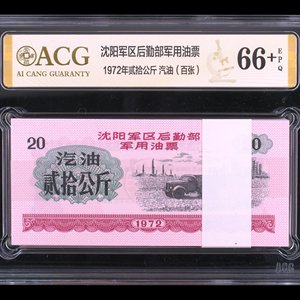 ACG
AI CANG GUARANTY
沈阳军区后勤部军用油票
1972年贰拾公斤 汽油（百张）
66+
EPQ
20
沈阳军区后勤部
军用油票
0
汽油
贰拾公斤
1972
ACG